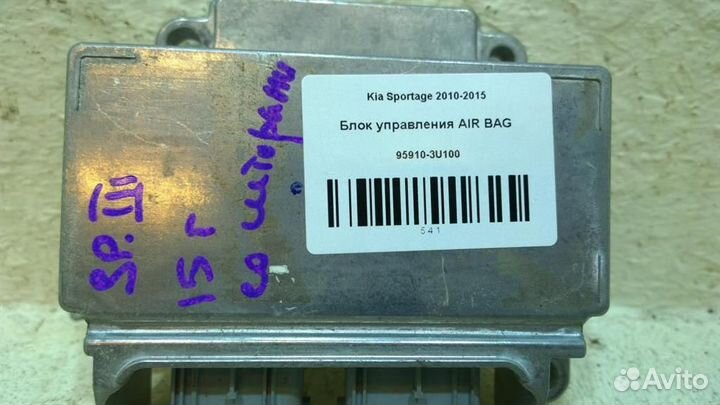 Kia Sportage 2010-2015
Блок управления AIR BAG
95910-3U100
541
SP. III
15 г
со шторками
Avito